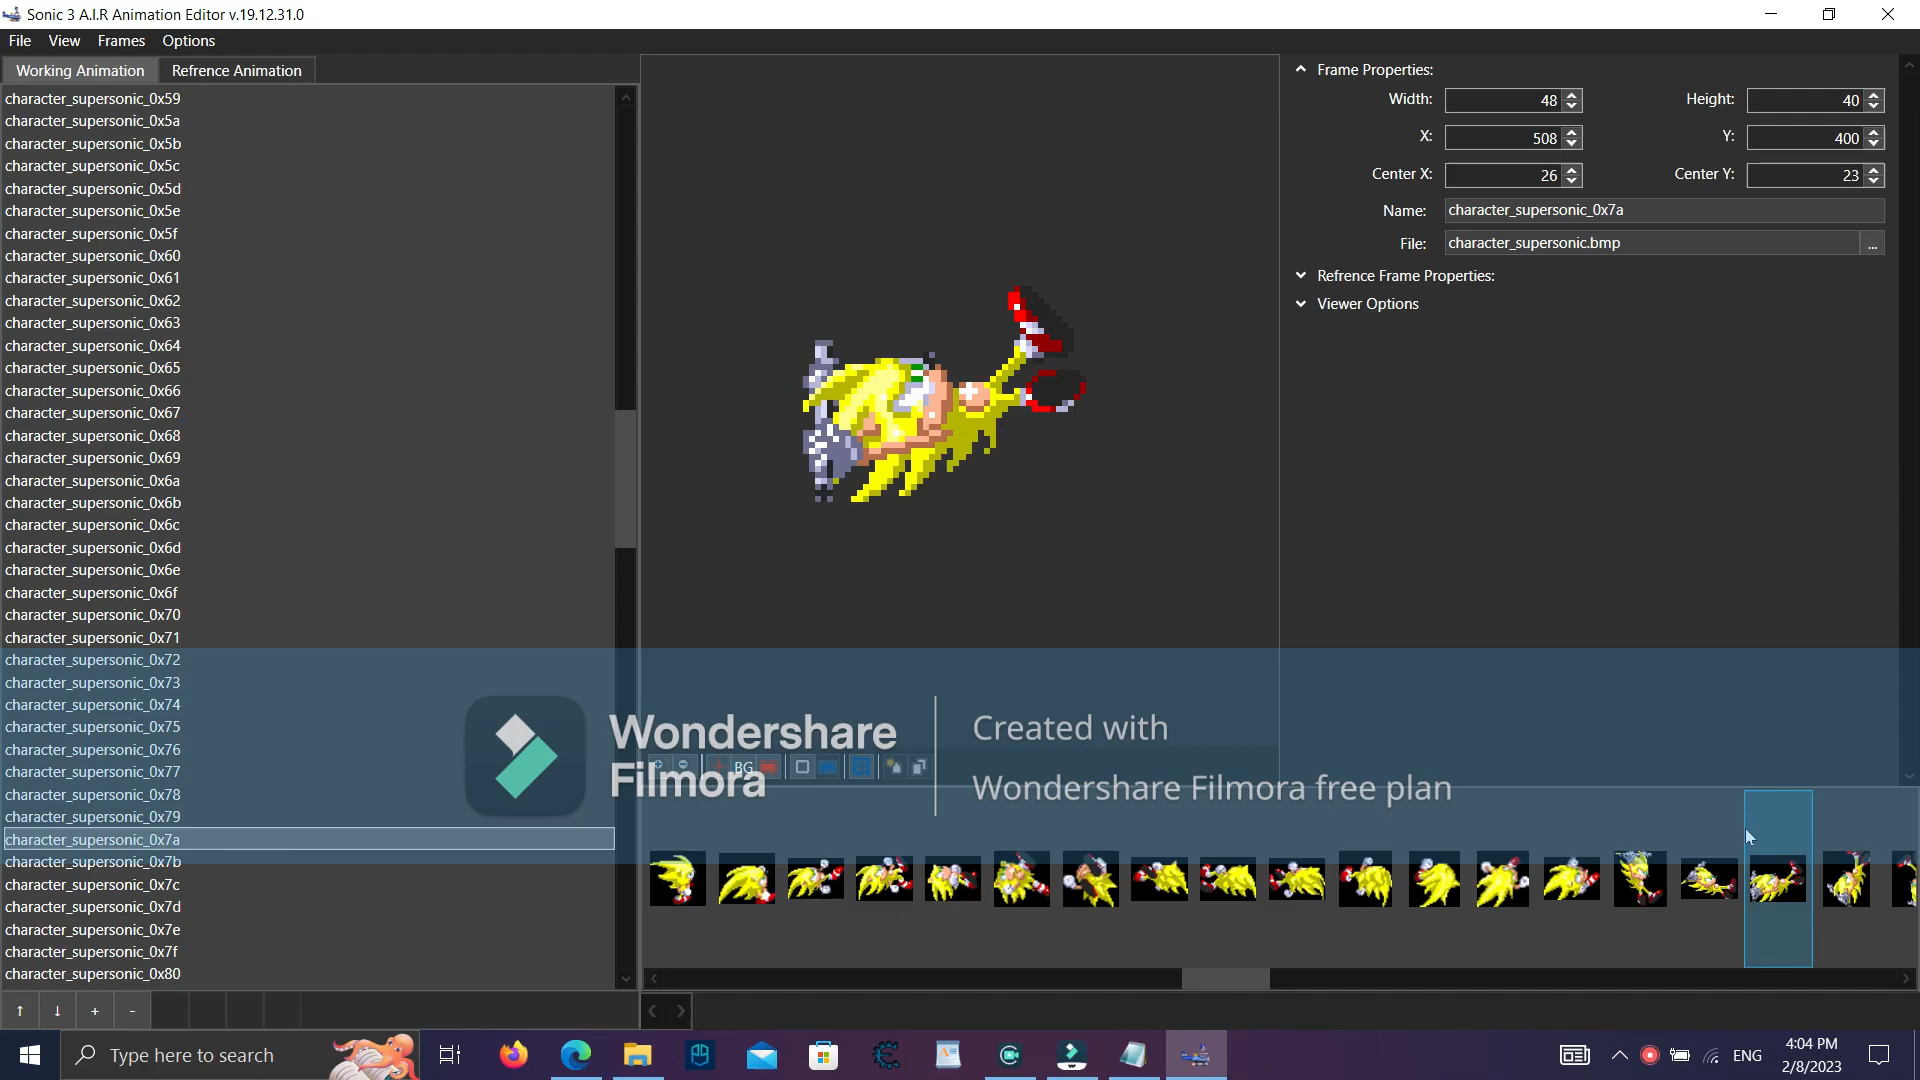 Sonic 3 A.I.R Animation Editor v.19.12.31.0
File View Frames Options
Working Animation Refrence Animation
character_supersonic_0x59
character_supersonic_0x5a
character_supersonic_0x5b
character_supersonic_0x5c
character_supersonic_0x5d
character_supersonic_0x5e
character_supersonic_0x5f
character_supersonic_0x60
character_supersonic_0x61
character_supersonic_0x62
character_supersonic_0x63
character_supersonic_0x64
character_supersonic_0x65
character_supersonic_0x66
character_supersonic_0x67
character_supersonic_0x68
character_supersonic_0x69
character_supersonic_0x6a
character_supersonic_0x6b
character_supersonic_0x6c
character_supersonic_0x6d
character_supersonic_0x6e
character_supersonic_0x6f
character_supersonic_0x70
character_supersonic_0x71
character_supersonic_0x72
character_supersonic_0x73
character_supersonic_0x74
character_supersonic_0x75
character_supersonic_0x76
character_supersonic_0x77
character_supersonic_0x78
character_supersonic_0x79
character_supersonic_0x7a
character_supersonic_0x7b
character_supersonic_0x7c
character_supersonic_0x7d
character_supersonic_0x7e
character_supersonic_0x7f
character_supersonic_0x80
Frame Properties:
Width: 48 Height: 40
X: 508 Y: 400
Center X: 26 Center Y: 23
Name: character_supersonic_0x7a
File: character_supersonic.bmp ...
Refrence Frame Properties:
Viewer Options
Wondershare
Filmora
Created with
Wondershare Filmora free plan
BG
↑ ↓ + -
Type here to search
ENG
4:04 PM
2/8/2023